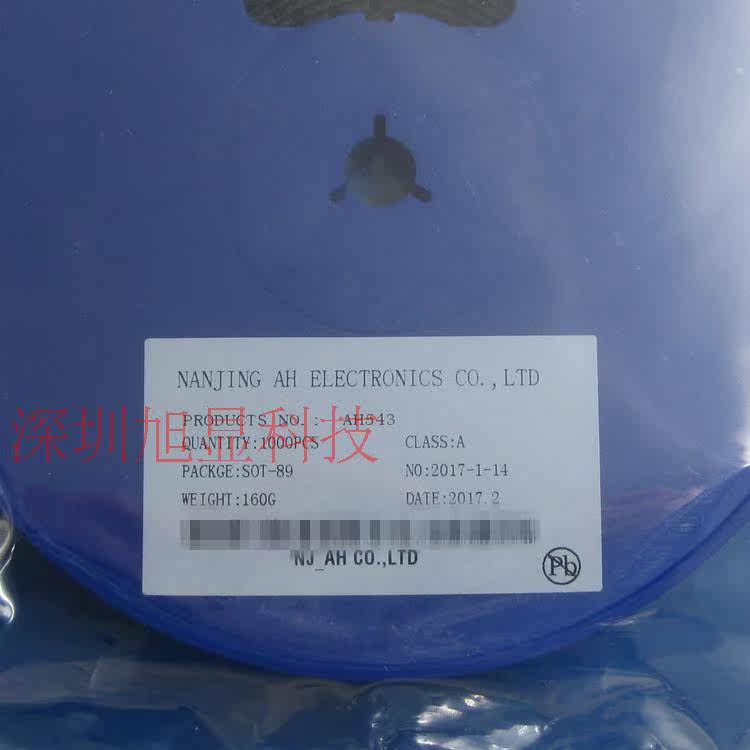 NANJING AH ELECTRONICS CO.,LTD
PRODUCTS NO.: AH543
深圳旭显科技
QUANTITY:1000PCS CLASS:A
PACKGE:SOT-89 NO:2017-1-14
WEIGHT:160G DATE:2017.2
NJ_AH CO.,LTD
Pb